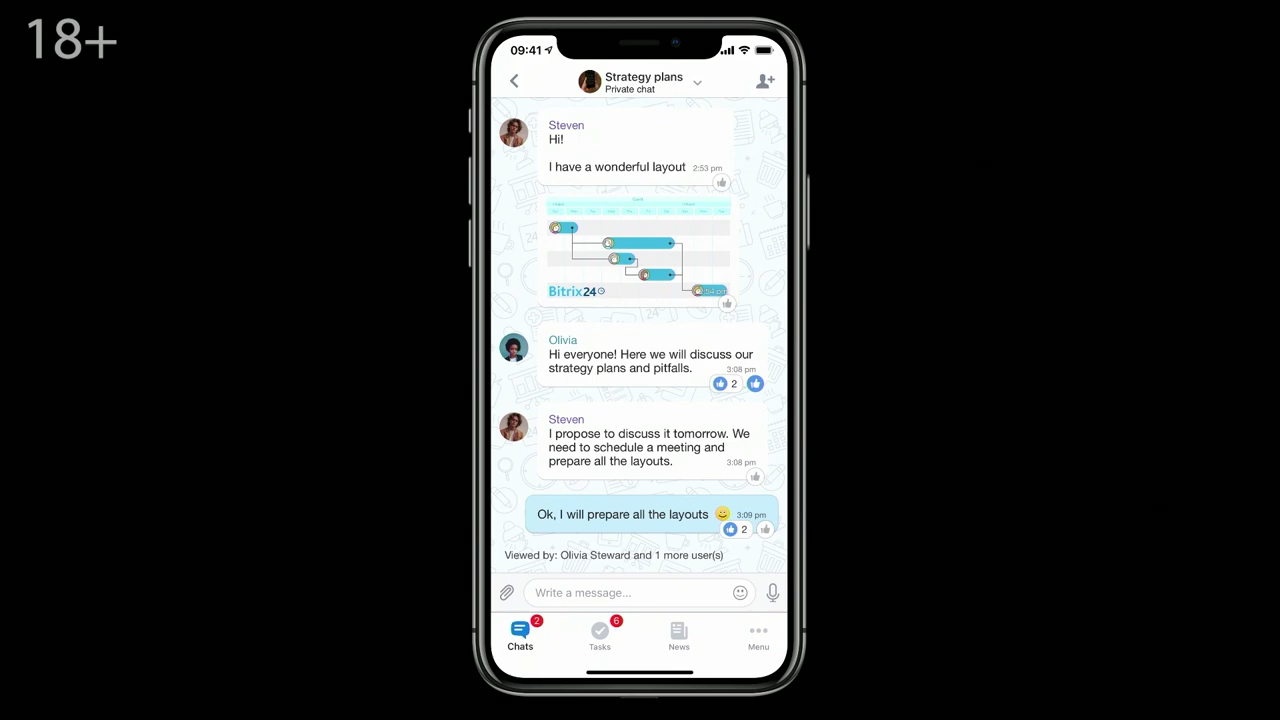 18+
09:41
Strategy plans
Private chat
Steven
Hi!
I have a wonderful layout 2:53 pm
Bitrix24
2:54 pm
Olivia
Hi everyone! Here we will discuss our
strategy plans and pitfalls. 3:08 pm
2
Steven
I propose to discuss it tomorrow. We
need to schedule a meeting and
prepare all the layouts. 3:08 pm
Ok, I will prepare all the layouts 3:09 pm
2
Viewed by: Olivia Steward and 1 more user(s)
Write a message...
2
6
Chats
Tasks
News
Menu